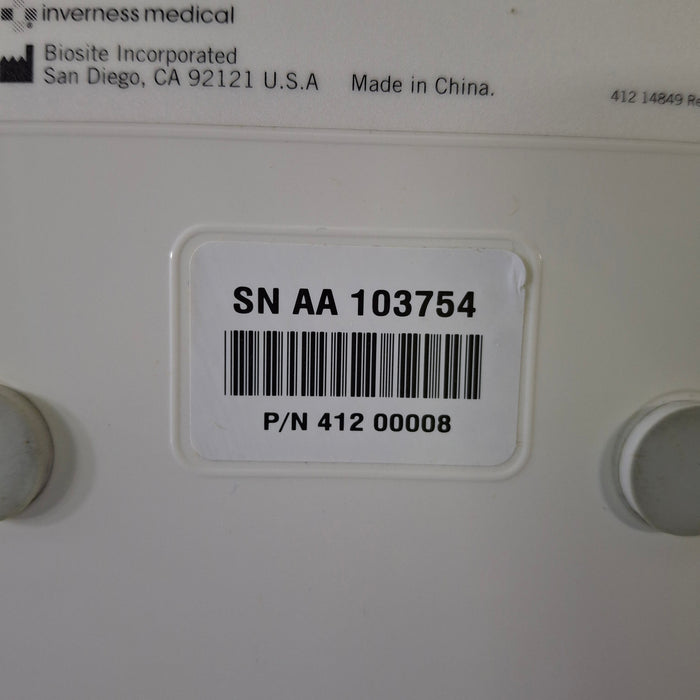 inverness medical
Biosite Incorporated
San Diego, CA 92121 U.S.A
Made in China.
412 14849
SN AA 103754
P/N 412 00008